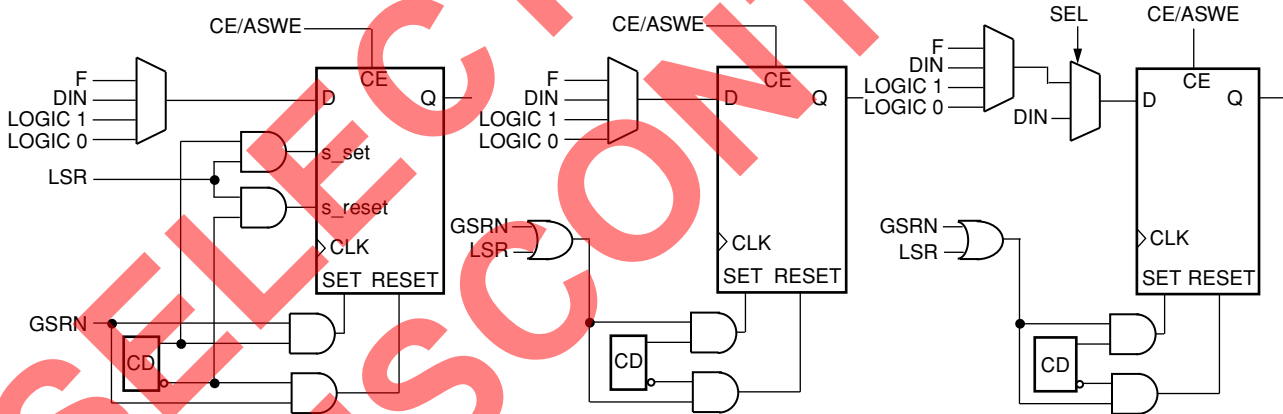 CE/ASWE
F
DIN
LOGIC 1
LOGIC 0
LSR
GSRN
CD
CE
D
Q
s_set
s_reset
CLK
SET RESET
CE/ASWE
F
DIN
LOGIC 1
LOGIC 0
GSRN
LSR
CD
CE
D
Q
CLK
SET RESET
SEL
CE/ASWE
F
DIN
LOGIC 1
LOGIC 0
DIN
GSRN
LSR
CD
CE
D
Q
CLK
SET RESET
SELECT
DISCONT